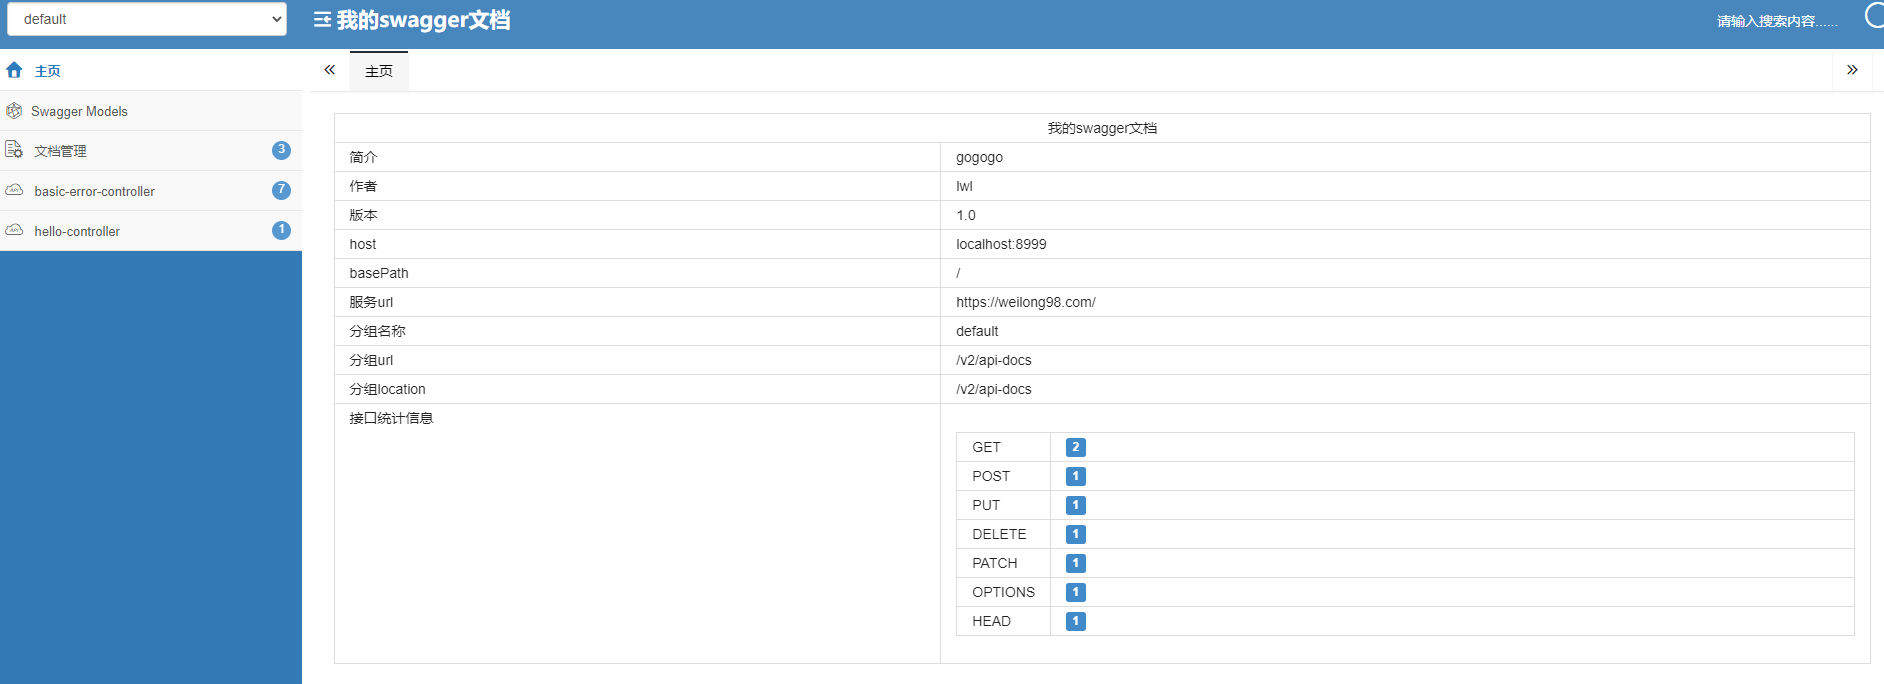 default
我的swagger文档
请输入搜索内容......
主页
Swagger Models
文档管理 3
basic-error-controller 7
hello-controller 1
主页
我的swagger文档
简介 gogogo
作者 lwl
版本 1.0
host localhost:8999
basePath /
服务url https://weilong98.com/
分组名称 default
分组url /v2/api-docs
分组location /v2/api-docs
接口统计信息
GET 2
POST 1
PUT 1
DELETE 1
PATCH 1
OPTIONS 1
HEAD 1